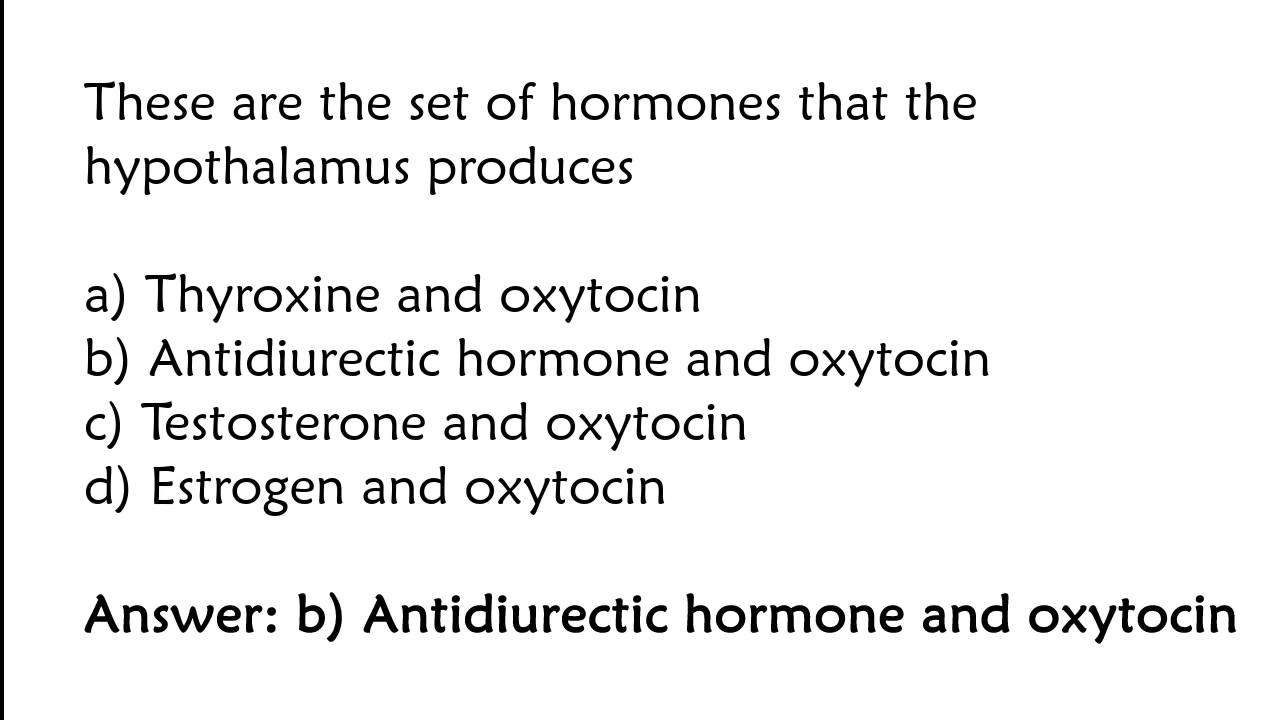 These are the set of hormones that the
hypothalamus produces
a) Thyroxine and oxytocin
b) Antidiurectic hormone and oxytocin
c) Testosterone and oxytocin
d) Estrogen and oxytocin
Answer: b) Antidiurectic hormone and oxytocin